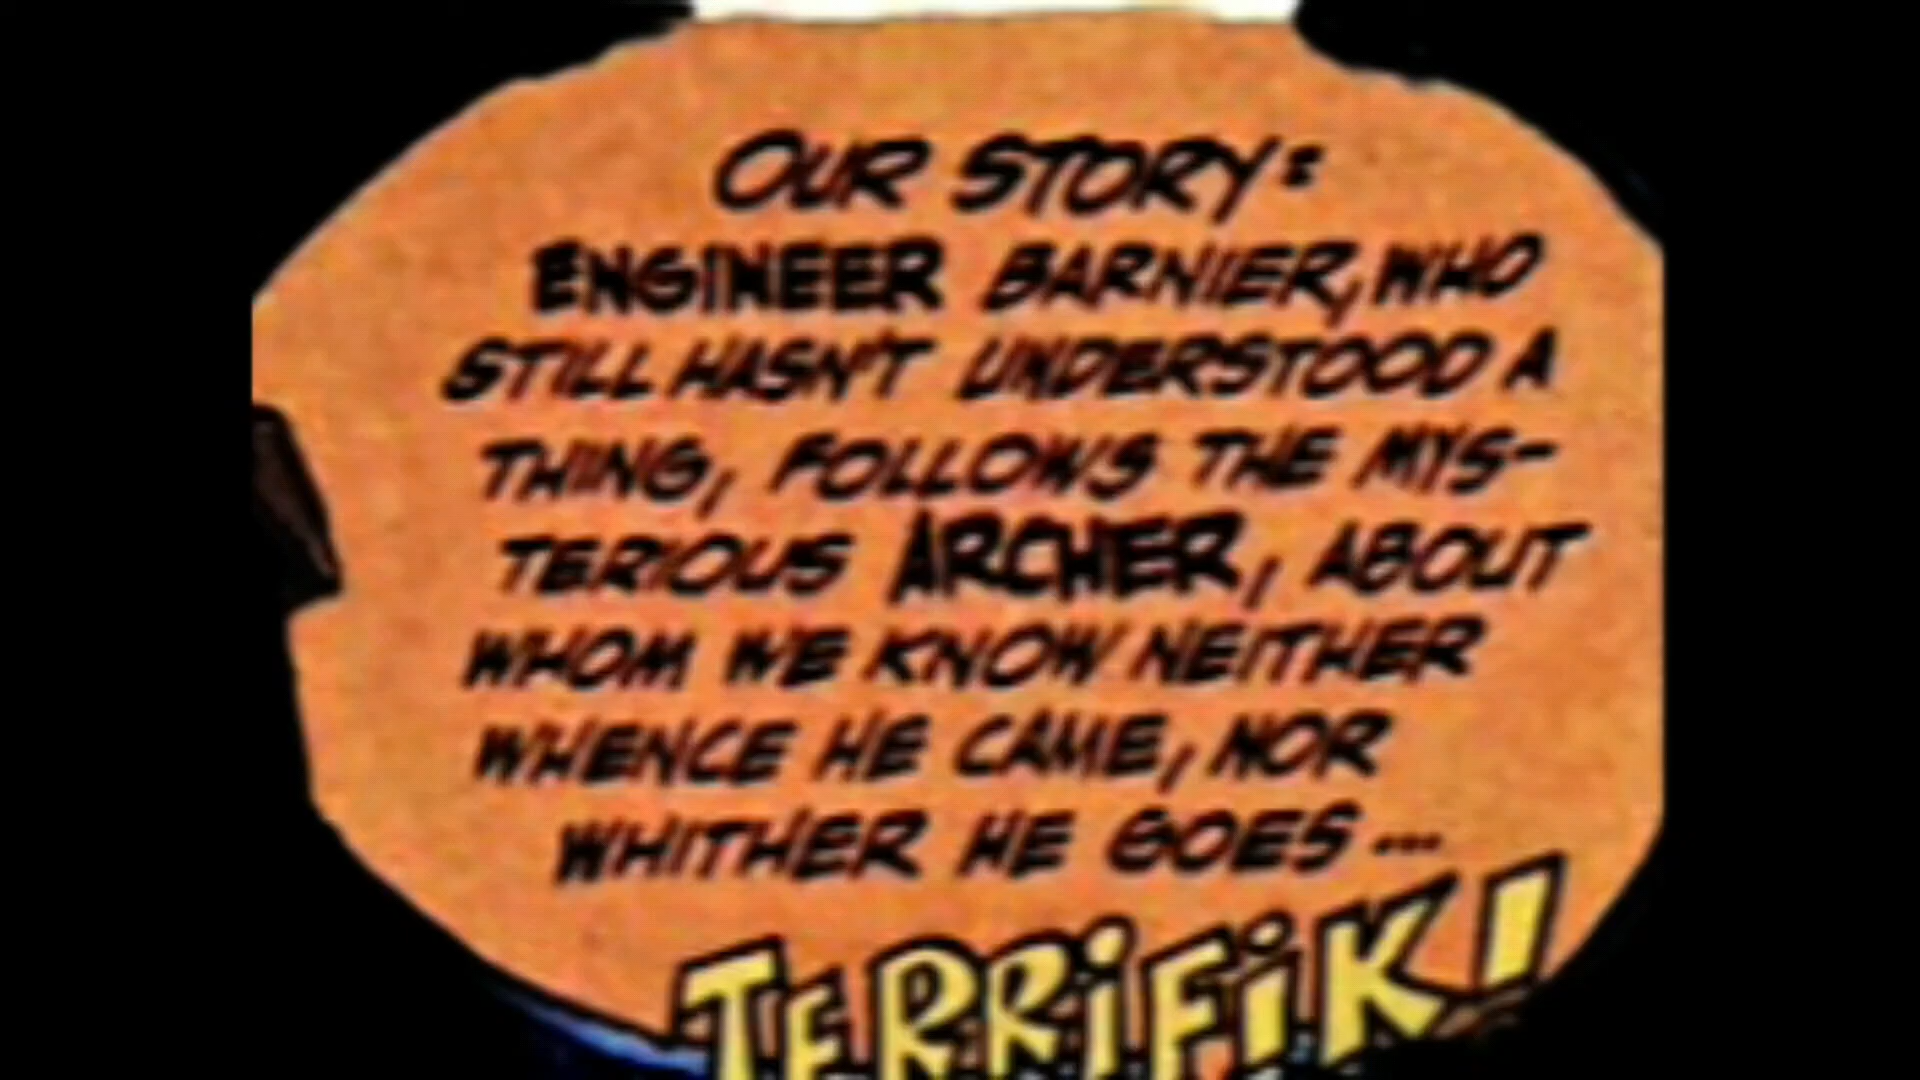 OUR STORY:
ENGINEER BARNIER, WHO
STILL HASN'T UNDERSTOOD A
THING, FOLLOWS THE MYS-
TERIOUS ARCHER, ABOUT
WHOM WE KNOW NEITHER
WHENCE HE CAME, NOR
WHITHER HE GOES...
TERRiFiK!